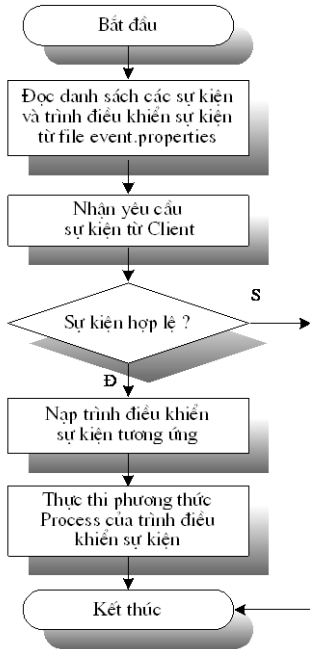 Bắt đầu
Đọc danh sách các sự kiện
và trình điều khiển sự kiện
từ file event.properties
Nhận yêu cầu
sự kiện từ Client
Sự kiện hợp lệ ?
S
Đ
Nạp trình điều khiển
sự kiện tương ứng
Thực thi phương thức
Process của trình điều
khiển sự kiện
Kết thúc